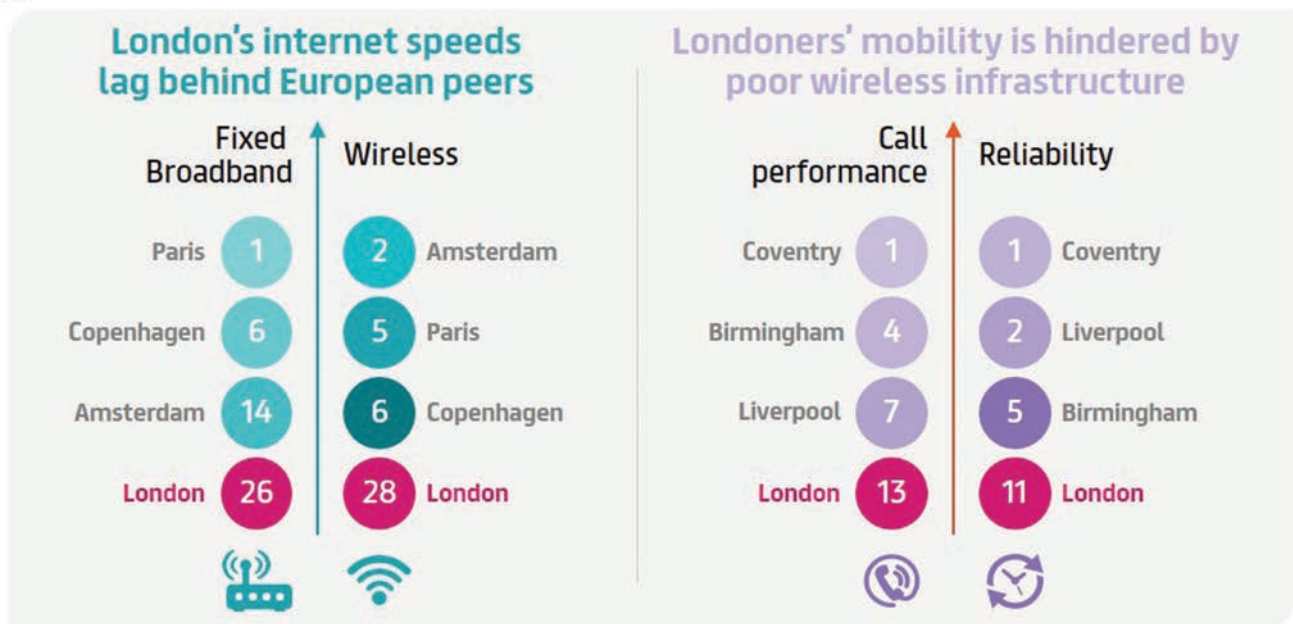 London's internet speeds
lag behind European peers
Fixed
Broadband
Wireless
Paris 1 2 Amsterdam
Copenhagen 6 5 Paris
Amsterdam 14 6 Copenhagen
London 26 28 London
Londoners' mobility is hindered by
poor wireless infrastructure
Call
performance
Reliability
Coventry 1 1 Coventry
Birmingham 4 2 Liverpool
Liverpool 7 5 Birmingham
London 13 11 London